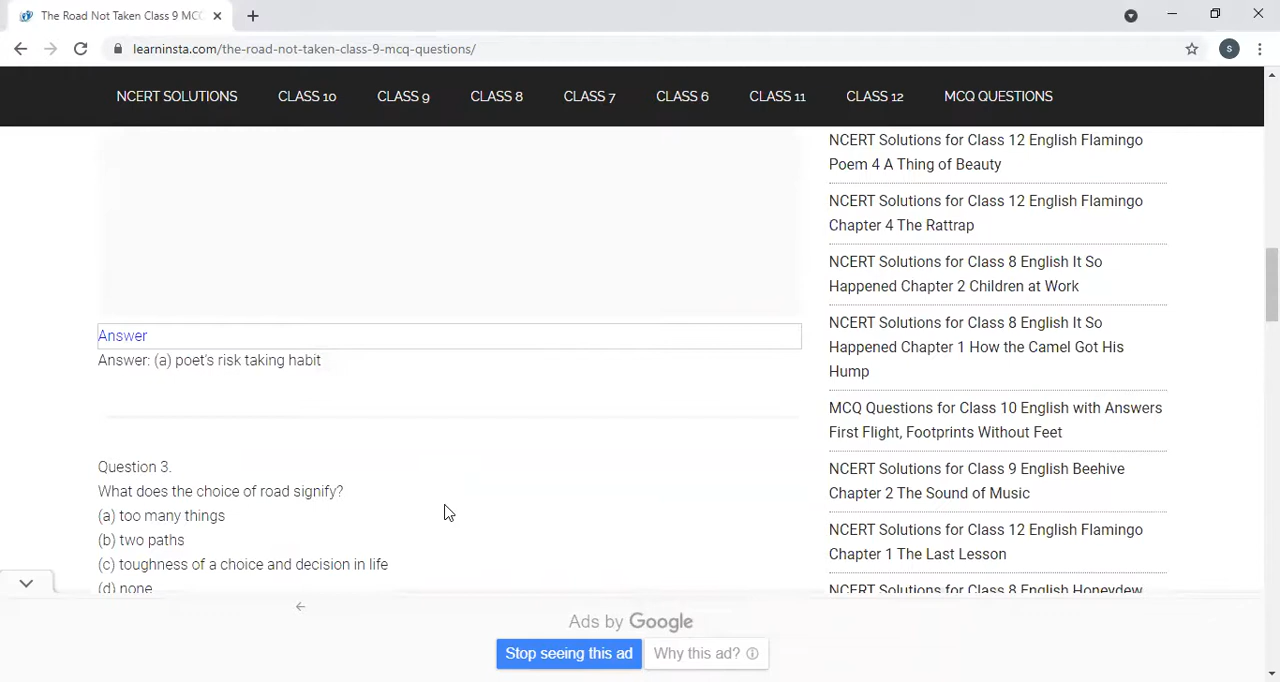 The Road Not Taken Class 9 MCQ
learninsta.com/the-road-not-taken-class-9-mcq-questions/
S
NCERT SOLUTIONS CLASS 10 CLASS 9 CLASS 8 CLASS 7 CLASS 6 CLASS 11 CLASS 12 MCQ QUESTIONS
Answer
Answer: (a) poet's risk taking habit
Question 3.
What does the choice of road signify?
(a) too many things
(b) two paths
(c) toughness of a choice and decision in life
(d) none
NCERT Solutions for Class 12 English Flamingo
Poem 4 A Thing of Beauty
NCERT Solutions for Class 12 English Flamingo
Chapter 4 The Rattrap
NCERT Solutions for Class 8 English It So
Happened Chapter 2 Children at Work
NCERT Solutions for Class 8 English It So
Happened Chapter 1 How the Camel Got His
Hump
MCQ Questions for Class 10 English with Answers
First Flight, Footprints Without Feet
NCERT Solutions for Class 9 English Beehive
Chapter 2 The Sound of Music
NCERT Solutions for Class 12 English Flamingo
Chapter 1 The Last Lesson
NCERT Solutions for Class 8 English Honeydew
Ads by Google
Stop seeing this ad Why this ad?